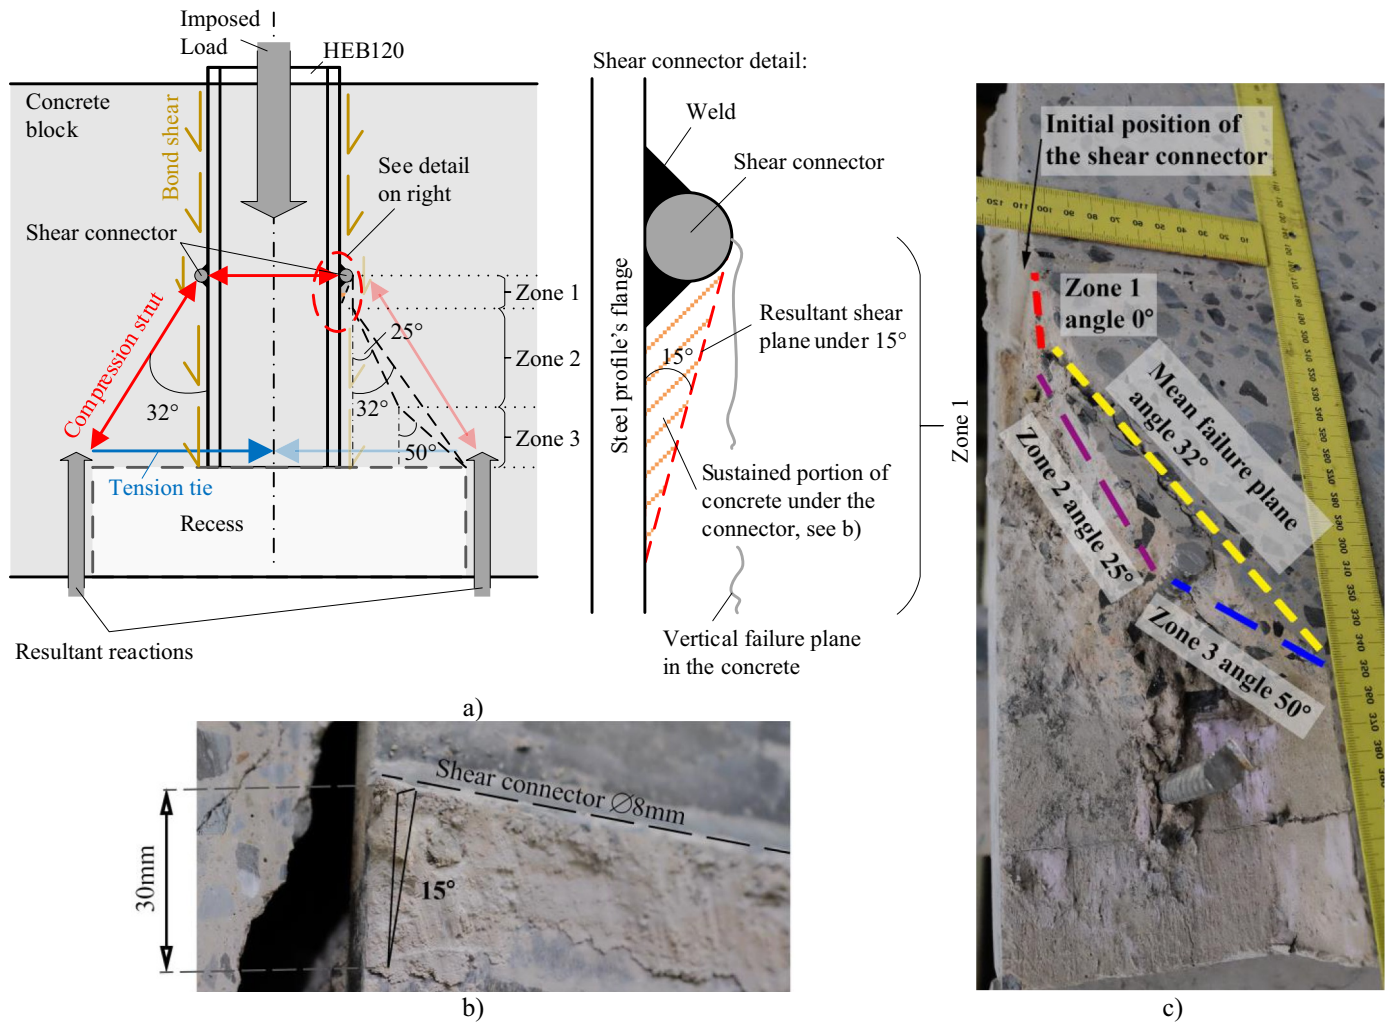 Imposed
Load
HEB120
Concrete
block
Bond shear
See detail
on right
Shear connector
Compression strut
Zone 1
25°
Zone 2
32°
32°
Zone 3
50°
Tension tie
Recess
Resultant reactions
Shear connector detail:
Weld
Shear connector
Steel profile's flange
Resultant shear
plane under 15°
15°
Zone 1
Sustained portion of
concrete under the
connector, see b)
Vertical failure plane
in the concrete
a)
Shear connector ∅8mm
30mm
15°
b)
Initial position of
the shear connector
Zone 1
angle 0°
Mean failure plane
angle 32°
Zone 2 angle 25°
Zone 3 angle 50°
c)